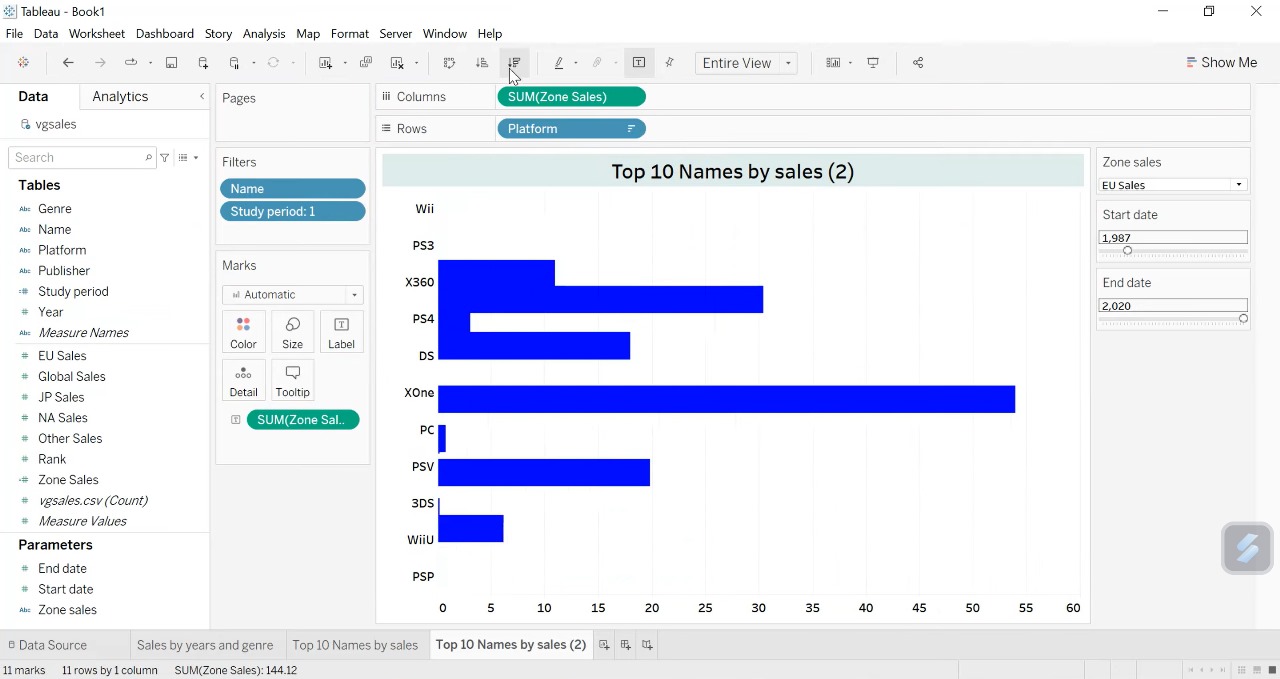 Tableau - Book1
File Data Worksheet Dashboard Story Analysis Map Format Server Window Help
Entire View
Show Me
Data Analytics
vgsales
Search
Tables
Genre
Name
Platform
Publisher
Study period
Year
Measure Names
EU Sales
Global Sales
JP Sales
NA Sales
Other Sales
Rank
Zone Sales
vgsales.csv (Count)
Measure Values
Parameters
End date
Start date
Zone sales
Pages
Filters
Name
Study period: 1
Marks
Automatic
Color Size Label
Detail Tooltip
SUM(Zone Sal..
Columns SUM(Zone Sales)
Rows Platform
Top 10 Names by sales (2)
Wii
PS3
X360
PS4
DS
XOne
PC
PSV
3DS
WiiU
PSP
0 5 10 15 20 25 30 35 40 45 50 55 60
Zone sales
EU Sales
Start date
1,987
End date
2,020
Data Source Sales by years and genre Top 10 Names by sales Top 10 Names by sales (2)
11 marks 11 rows by 1 column SUM(Zone Sales): 144.12